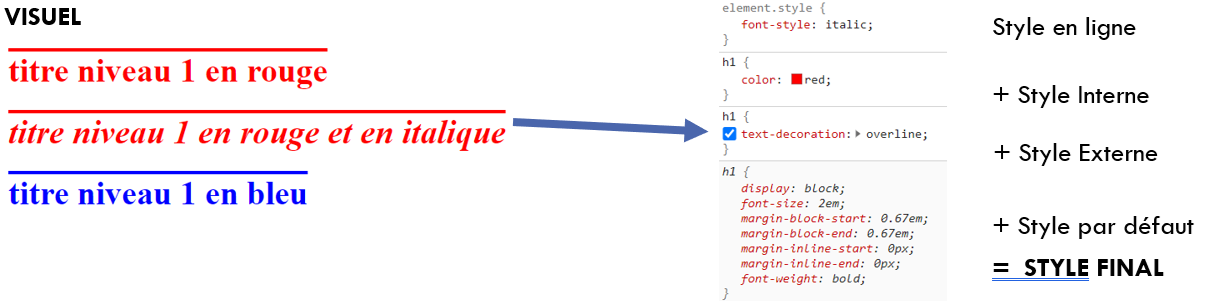 VISUEL
titre niveau 1 en rouge
titre niveau 1 en rouge et en italique
titre niveau 1 en bleu
element.style {
font-style: italic;
}
h1 {
color: red;
}
h1 {
text-decoration: overline;
}
h1 {
display: block;
font-size: 2em;
margin-block-start: 0.67em;
margin-block-end: 0.67em;
margin-inline-start: 0px;
margin-inline-end: 0px;
font-weight: bold;
}
Style en ligne
+ Style Interne
+ Style Externe
+ Style par défaut
= STYLE FINAL